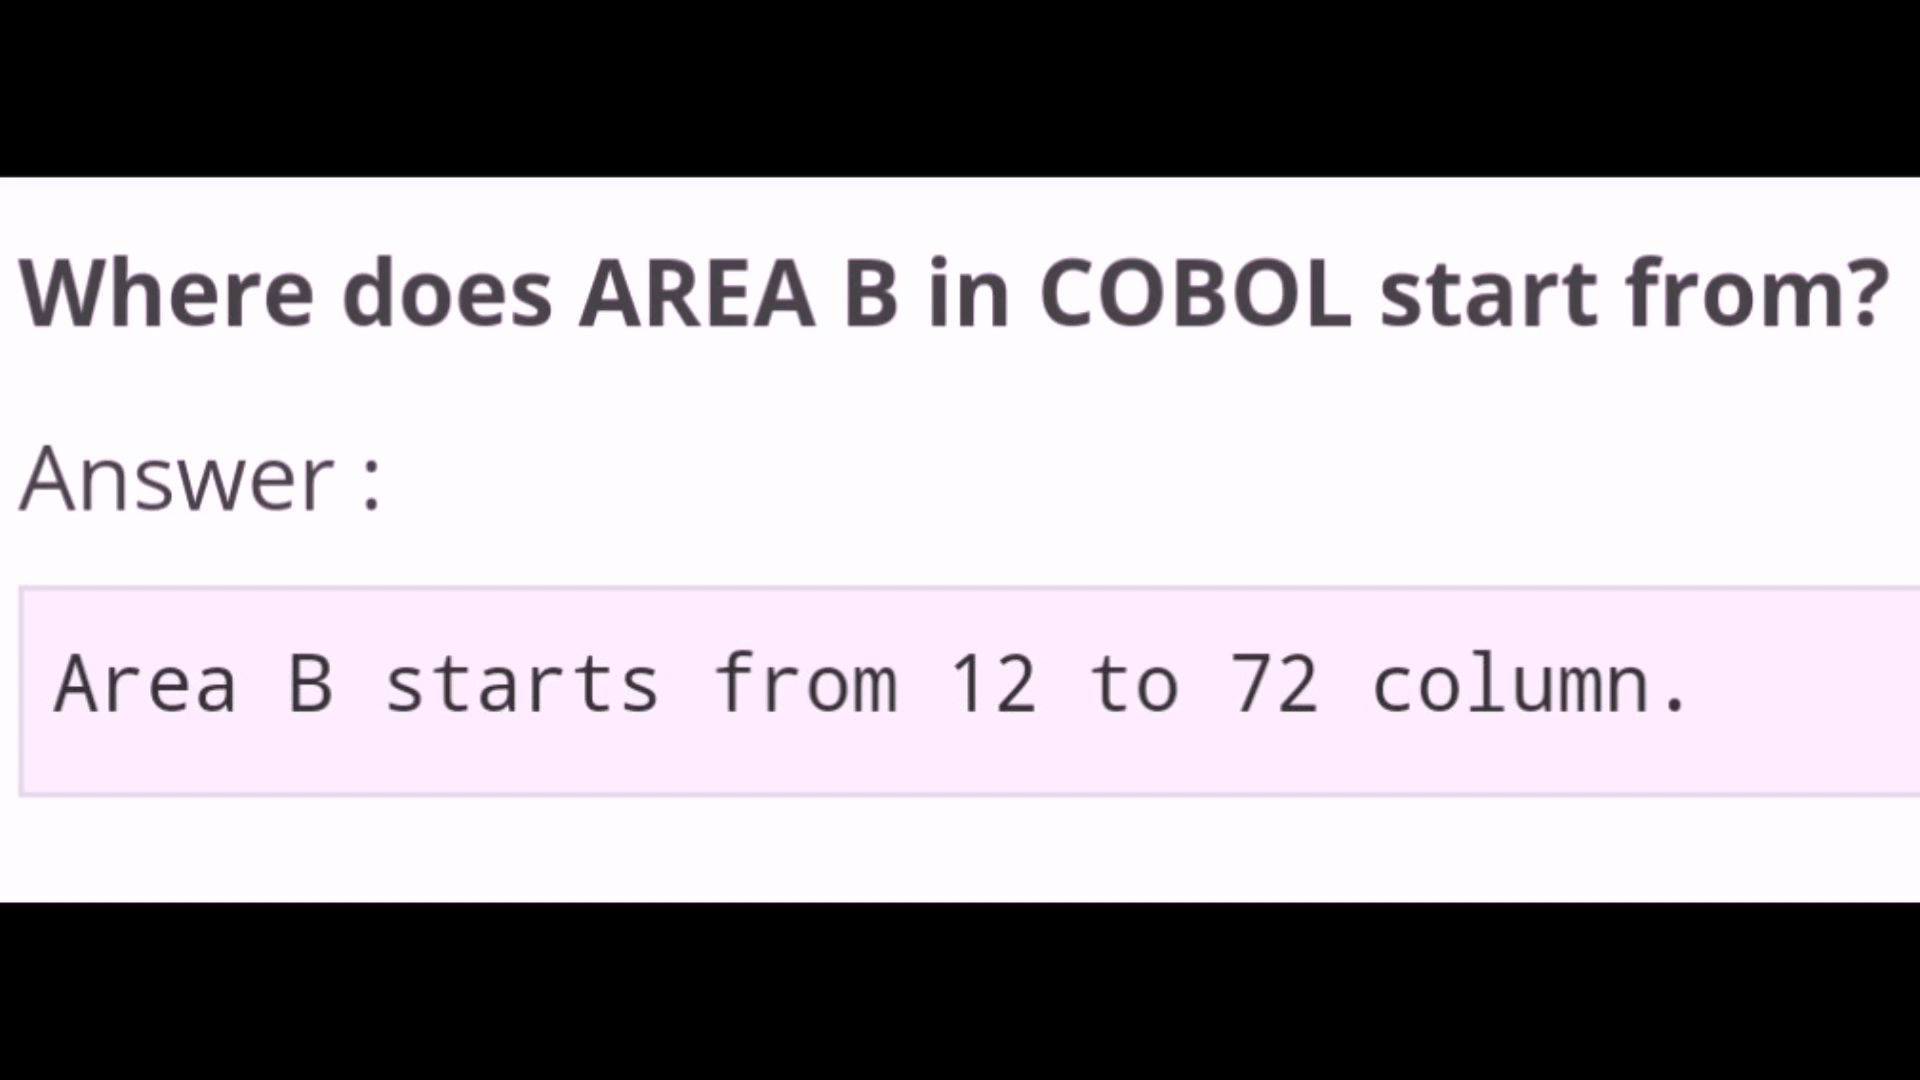 Where does AREA B in COBOL start from?
Answer :
Area B starts from 12 to 72 column.